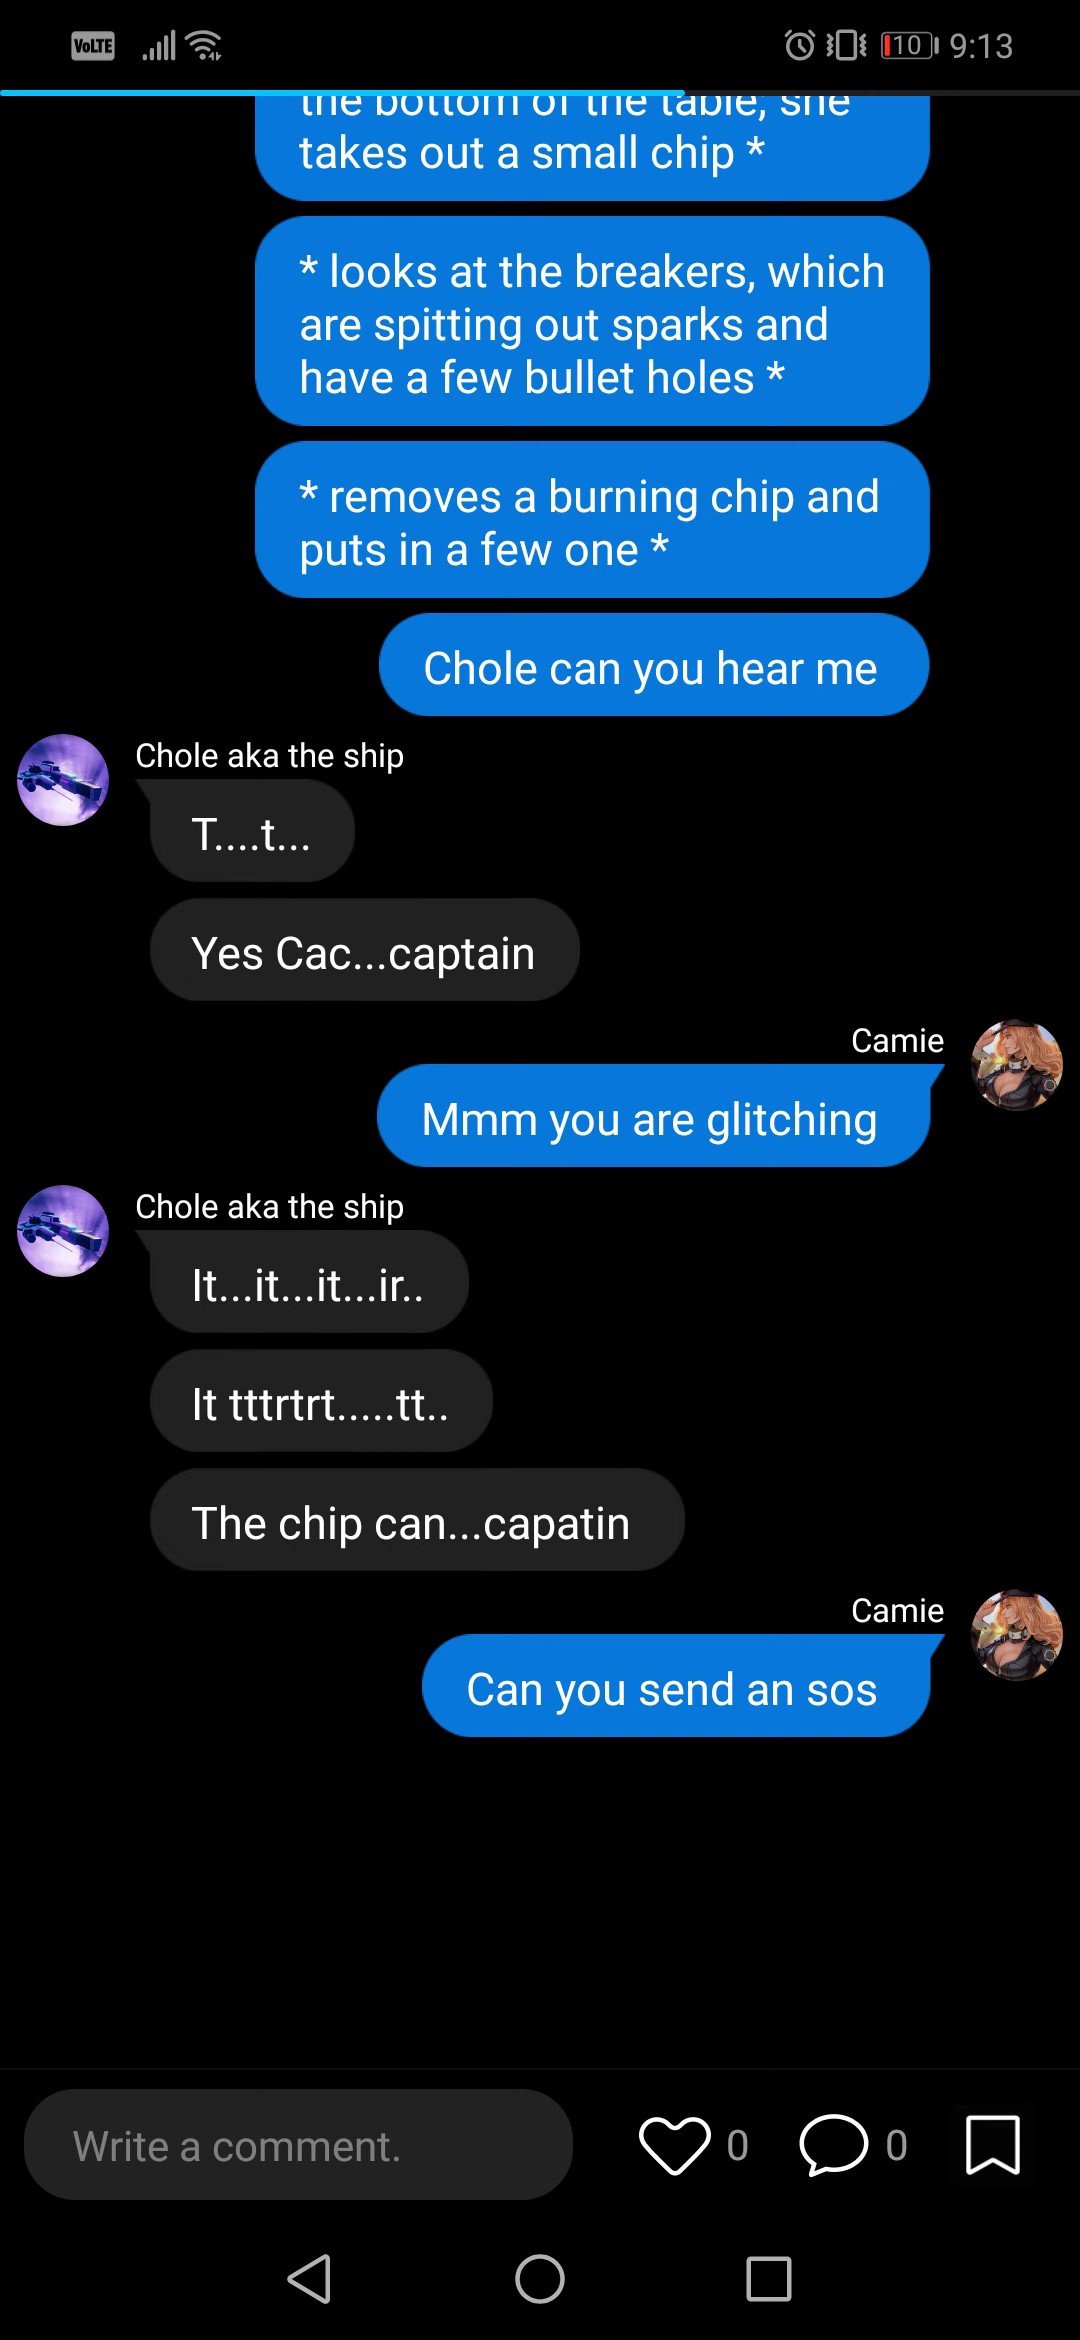 VoLTE
10 9:13
the bottom of the table, she
takes out a small chip *
* looks at the breakers, which
are spitting out sparks and
have a few bullet holes *
* removes a burning chip and
puts in a few one *
Chole can you hear me
Chole aka the ship
T....t...
Yes Cac...captain
Camie
Mmm you are glitching
Chole aka the ship
It...it...it...ir..
It tttrtrt.....tt..
The chip can...capatin
Camie
Can you send an sos
Write a comment.
0
0